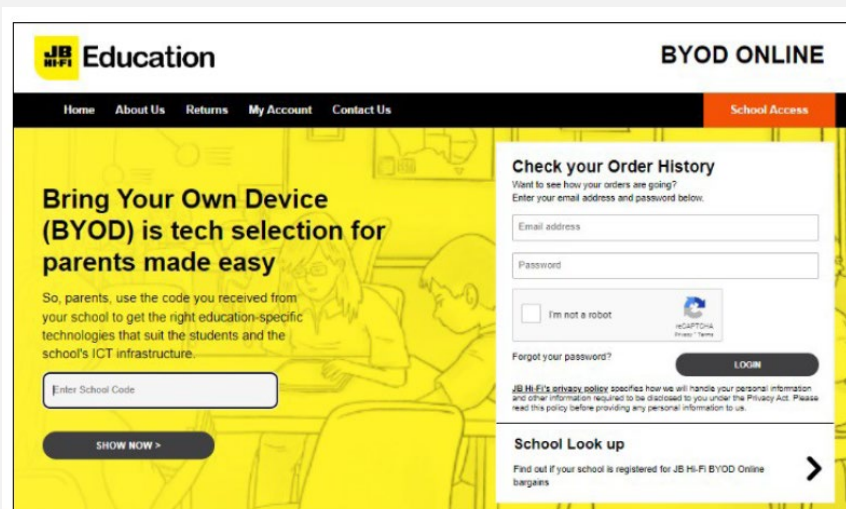 JB HI-FI Education
BYOD ONLINE
Home About Us Returns My Account Contact Us School Access
Bring Your Own Device
(BYOD) is tech selection for
parents made easy
So, parents, use the code you received from
your school to get the right education-specific
technologies that suit the students and the
school's ICT infrastructure.
Enter School Code
SHOW NOW >
Check your Order History
Want to see how your orders are going?
Enter your email address and password below.
Email address
Password
I'm not a robot
reCAPTCHA
Privacy - Terms
Forgot your password?
LOGIN
JB Hi-Fi's privacy policy specifies how we will handle your personal information
and other information required to be disclosed to you under the Privacy Act. Please
read this policy before providing any personal information to us.
School Look up
Find out if your school is registered for JB Hi-Fi BYOD Online
bargains